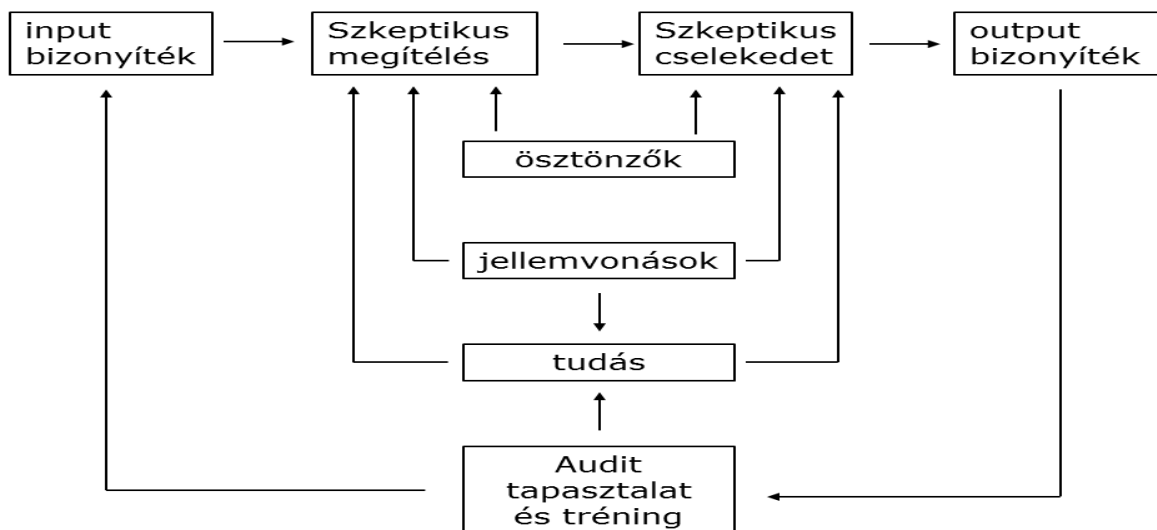 input
bizonyíték
Szkeptikus
megítélés
Szkeptikus
cselekedet
output
bizonyíték
ösztönzők
jellemvonások
tudás
Audit
tapasztalat
és tréning